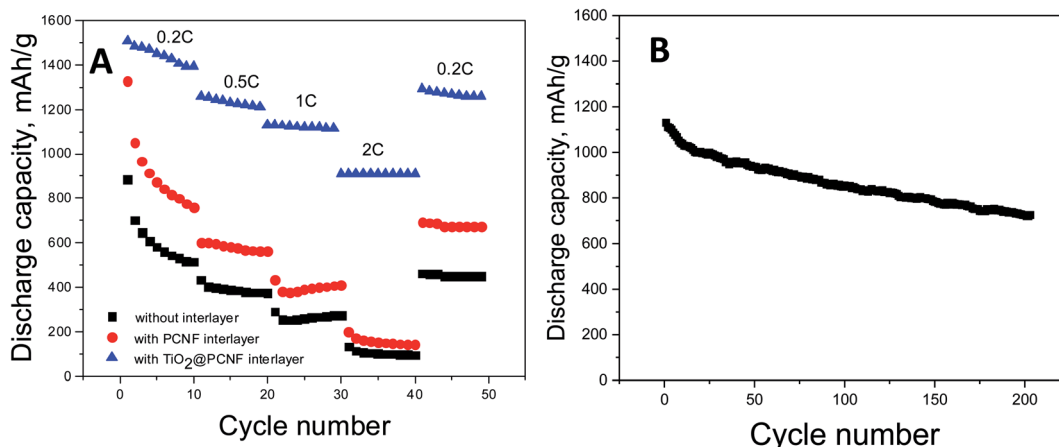 A
1600
1400
1200
1000
800
600
400
200
0
Discharge capacity, mAh/g
0.2C
0.5C
1C
2C
0.2C
without interlayer
with PCNF interlayer
with TiO2@PCNF interlayer
0 10 20 30 40 50
Cycle number
B
1600
1400
1200
1000
800
600
400
200
0
Discharge capacity, mAh/g
0 50 100 150 200
Cycle number